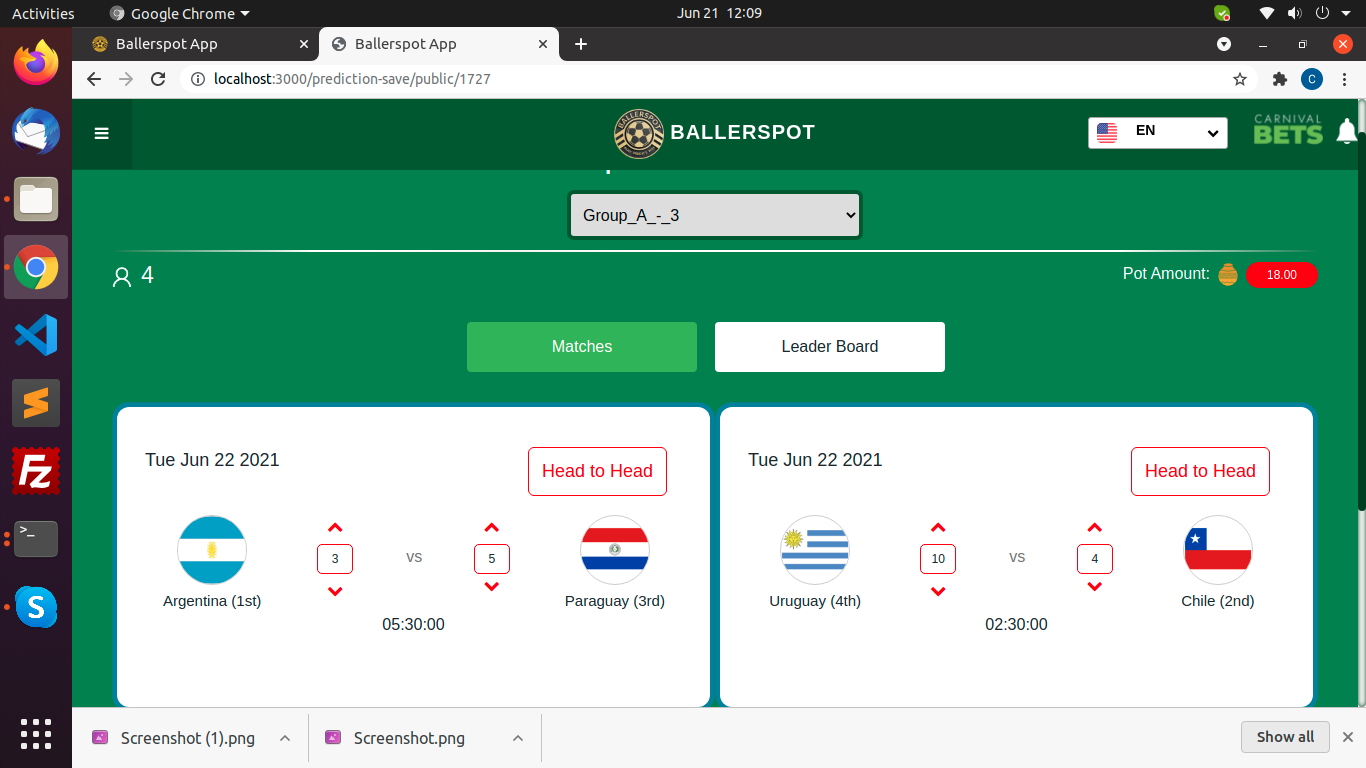 Activities
Google Chrome
Jun 21 12:09
Ballerspot App
Ballerspot App
localhost:3000/prediction-save/public/1727
C
BALLERSPOT
BALLERSPOT
EN
CARNIVAL
BETS
Group_A_-_3
4
Pot Amount:
18.00
Matches
Leader Board
Tue Jun 22 2021
Head to Head
3
vs
5
Argentina (1st)
Paraguay (3rd)
05:30:00
Tue Jun 22 2021
Head to Head
10
vs
4
Uruguay (4th)
Chile (2nd)
02:30:00
Fz
>_
S
Screenshot (1).png
Screenshot.png
Show all